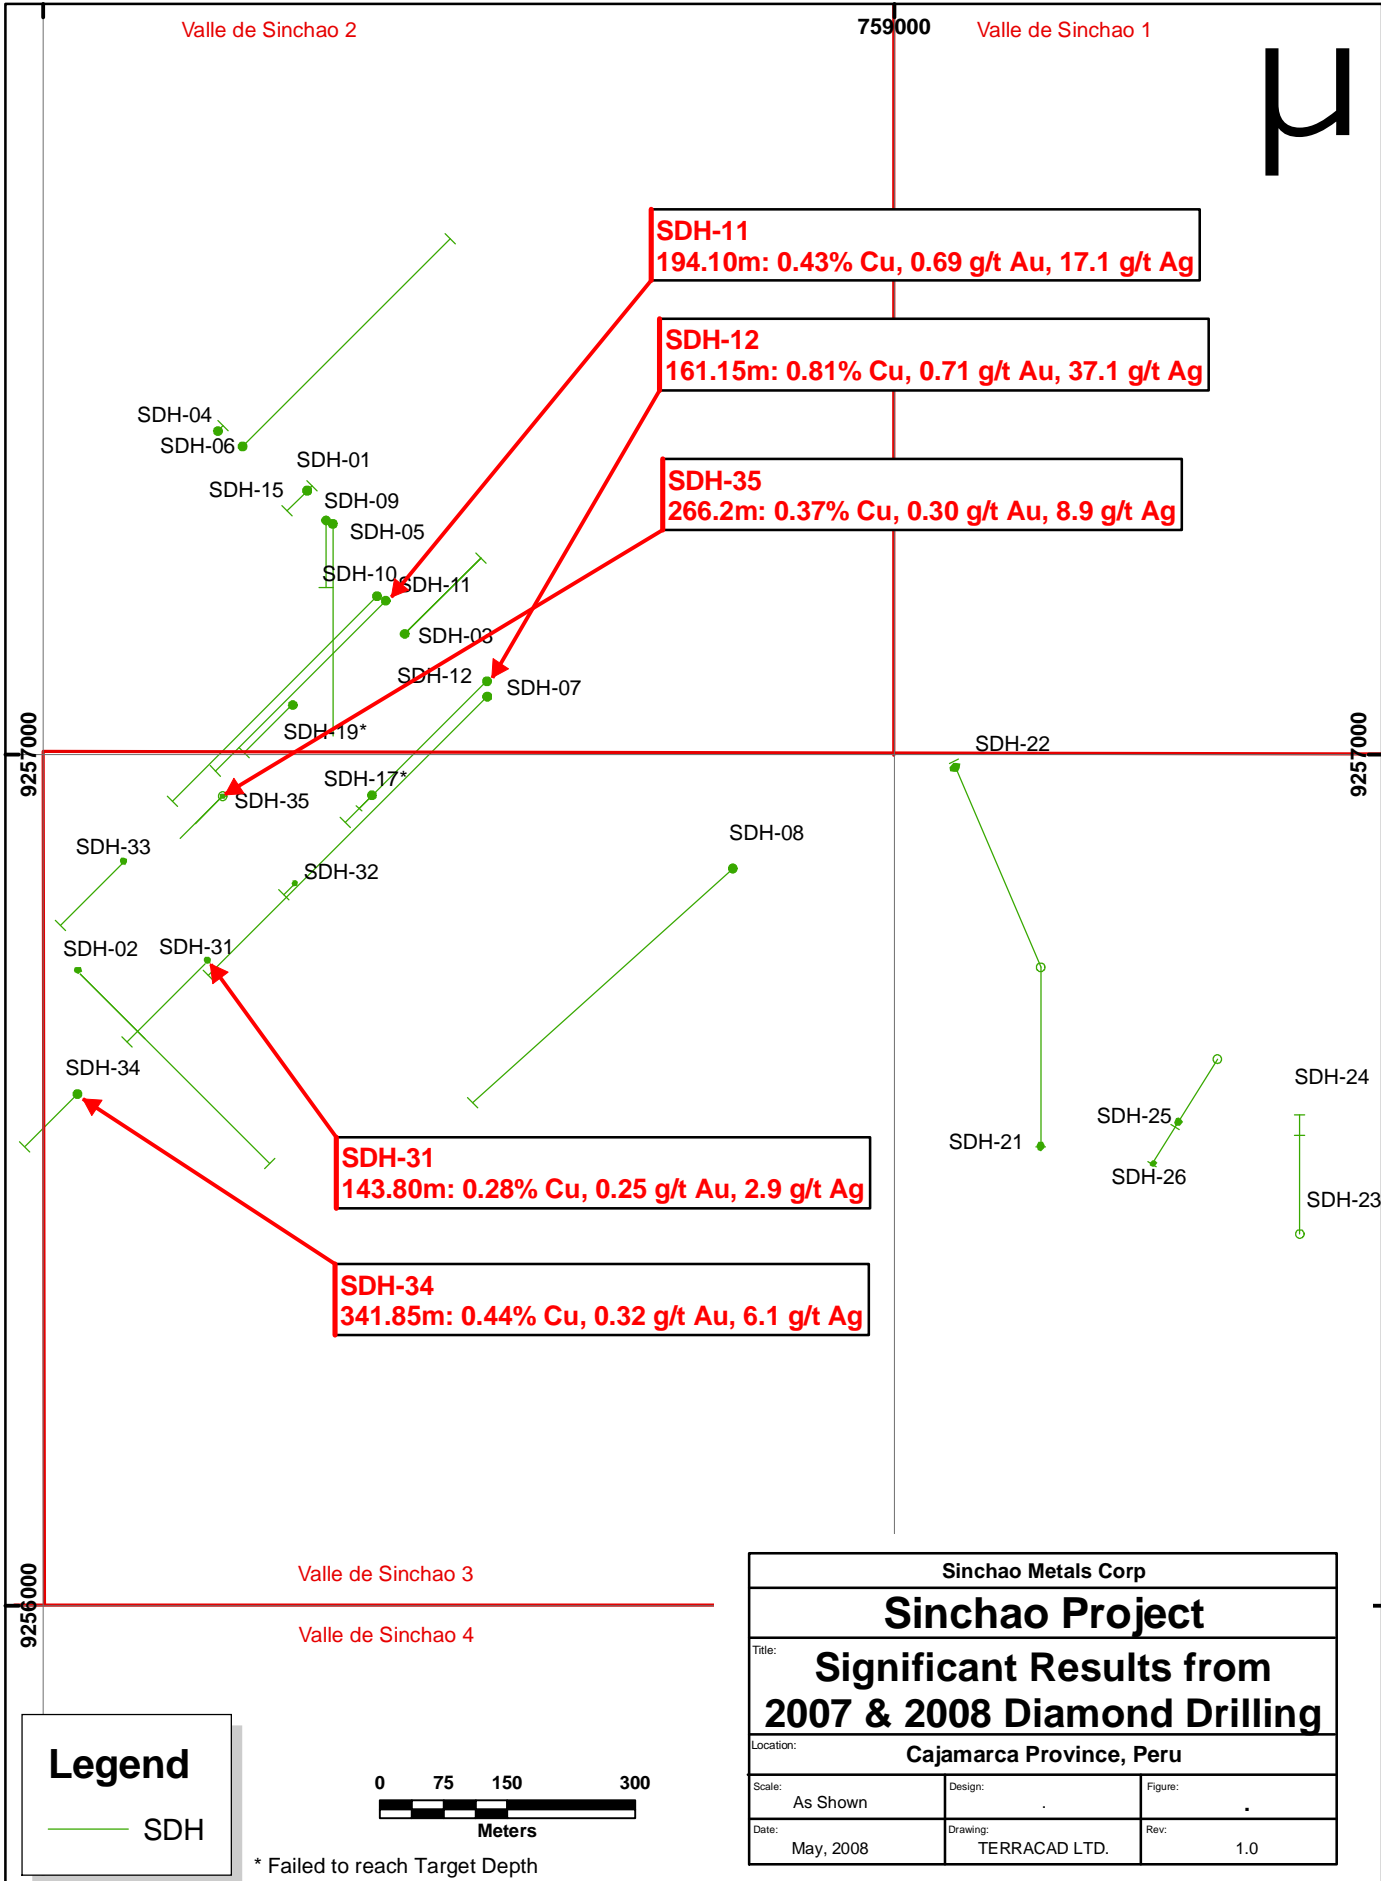 Valle de Sinchao 2
759000
Valle de Sinchao 1
µ
SDH-11
194.10m: 0.43% Cu, 0.69 g/t Au, 17.1 g/t Ag
SDH-12
161.15m: 0.81% Cu, 0.71 g/t Au, 37.1 g/t Ag
SDH-35
266.2m: 0.37% Cu, 0.30 g/t Au, 8.9 g/t Ag
SDH-04
SDH-06
SDH-01
SDH-15
SDH-09
SDH-05
SDH-10
SDH-11
SDH-03
SDH-12
SDH-07
SDH-19*
9257000
9257000
SDH-22
SDH-17*
SDH-35
SDH-08
SDH-33
SDH-32
SDH-02
SDH-31
SDH-34
SDH-24
SDH-25
SDH-21
SDH-26
SDH-23
SDH-31
143.80m: 0.28% Cu, 0.25 g/t Au, 2.9 g/t Ag
SDH-34
341.85m: 0.44% Cu, 0.32 g/t Au, 6.1 g/t Ag
Valle de Sinchao 3
9256000
Valle de Sinchao 4
Sinchao Metals Corp
Sinchao Project
Title:
Significant Results from
2007 & 2008 Diamond Drilling
Location:
Cajamarca Province, Peru
Scale:
As Shown
Design:
.
Figure:
.
Date:
May, 2008
Drawing:
TERRACAD LTD.
Rev:
1.0
Legend
SDH
0 75 150 300
Meters
* Failed to reach Target Depth